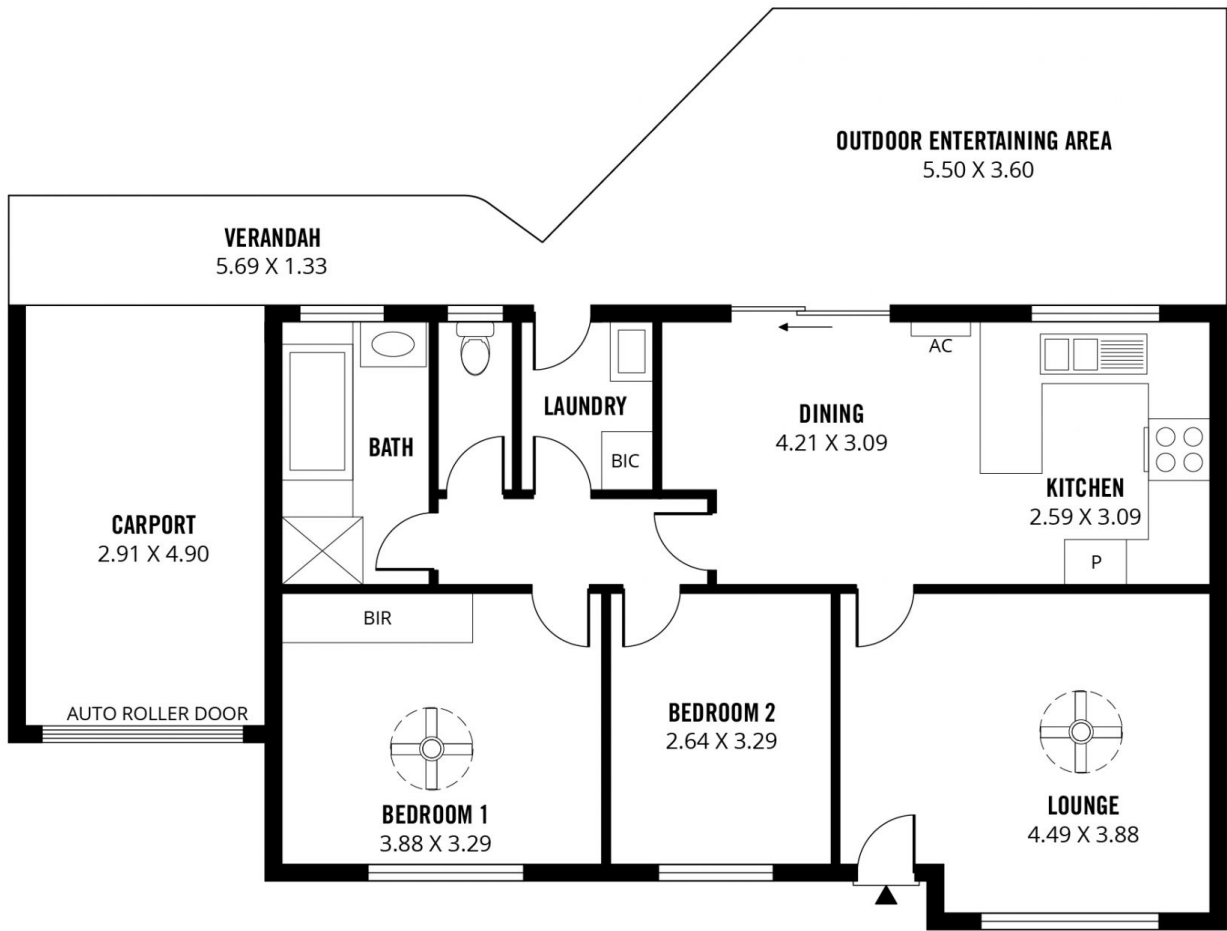 OUTDOOR ENTERTAINING AREA
5.50 X 3.60
VERANDAH
5.69 X 1.33
AC
LAUNDRY
DINING
4.21 X 3.09
BATH
BIC
KITCHEN
2.59 X 3.09
CARPORT
2.91 X 4.90
P
BIR
AUTO ROLLER DOOR
BEDROOM 2
2.64 X 3.29
BEDROOM 1
3.88 X 3.29
LOUNGE
4.49 X 3.88